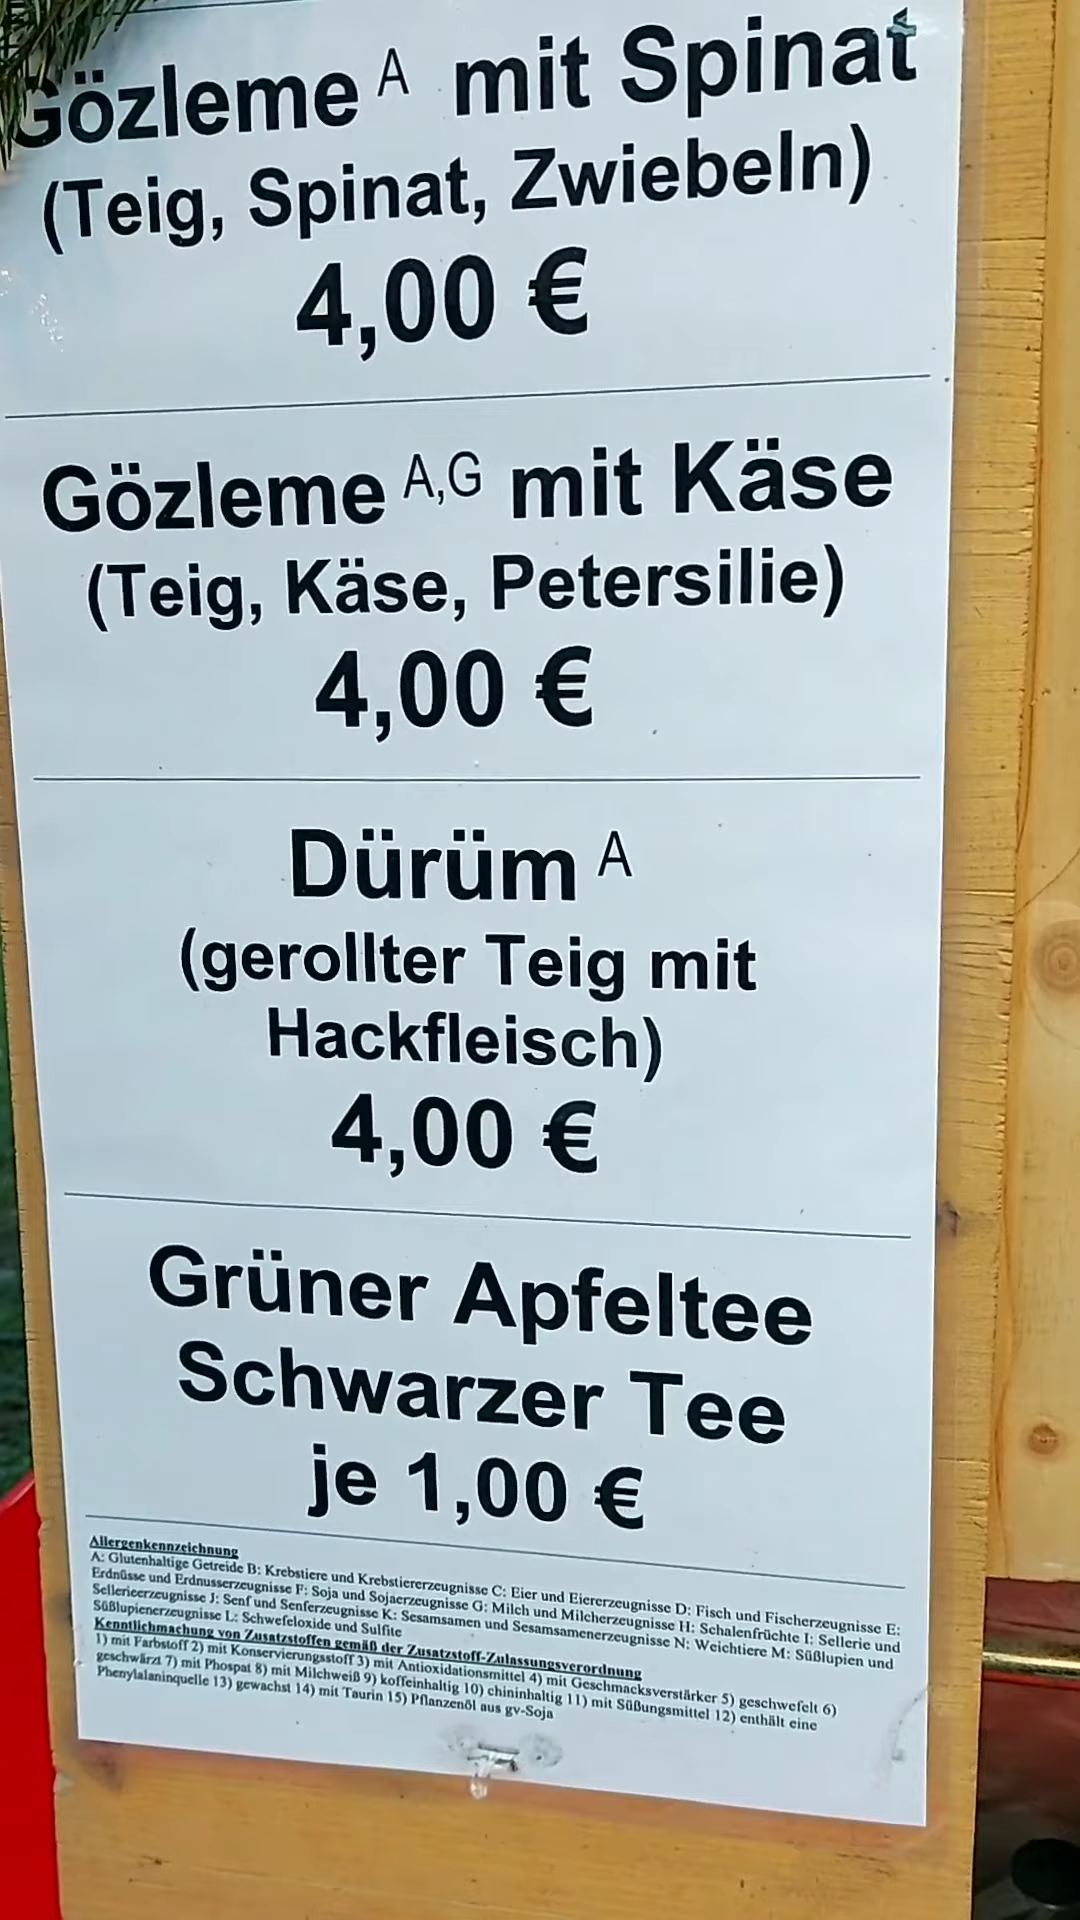 Gözleme A mit Spinat
(Teig, Spinat, Zwiebeln)
4,00 €
Gözleme A,G mit Käse
(Teig, Käse, Petersilie)
4,00 €
Dürüm A
(gerollter Teig mit
Hackfleisch)
4,00 €
Grüner Apfeltee
Schwarzer Tee
je 1,00 €
Allergenkennzeichnung
A: Glutenhaltige Getreide B: Krebstiere und Krebstiererzeugnisse C: Eier und Eiererzeugnisse D: Fisch und Fischerzeugnisse E:
Erdnüsse und Erdnusserzeugnisse F: Soja und Sojaerzeugnisse G: Milch und Milcherzeugnisse H: Schalenfrüchte I: Sellerie und
Sellerieerzeugnisse J: Senf und Senferzeugnisse K: Sesamsamen und Sesamsamenerzeugnisse N: Weichtiere M: Süßlupien und
Süßlupienerzeugnisse L: Schwefeloxide und Sulfite
Kenntlichmachung von Zusatzstoffen gemäß der Zusatzstoff-Zulassungsverordnung
1) mit Farbstoff 2) mit Konservierungsstoff 3) mit Antioxidationsmittel 4) mit Geschmacksverstärker 5) geschwefelt 6)
geschwärzt 7) mit Phospat 8) mit Milchweiß 9) koffeinhaltig 10) chininhaltig 11) mit Süßungsmittel 12) enthält eine
Phenylalaninquelle 13) gewachst 14) mit Taurin 15) Pflanzenöl aus gv-Soja